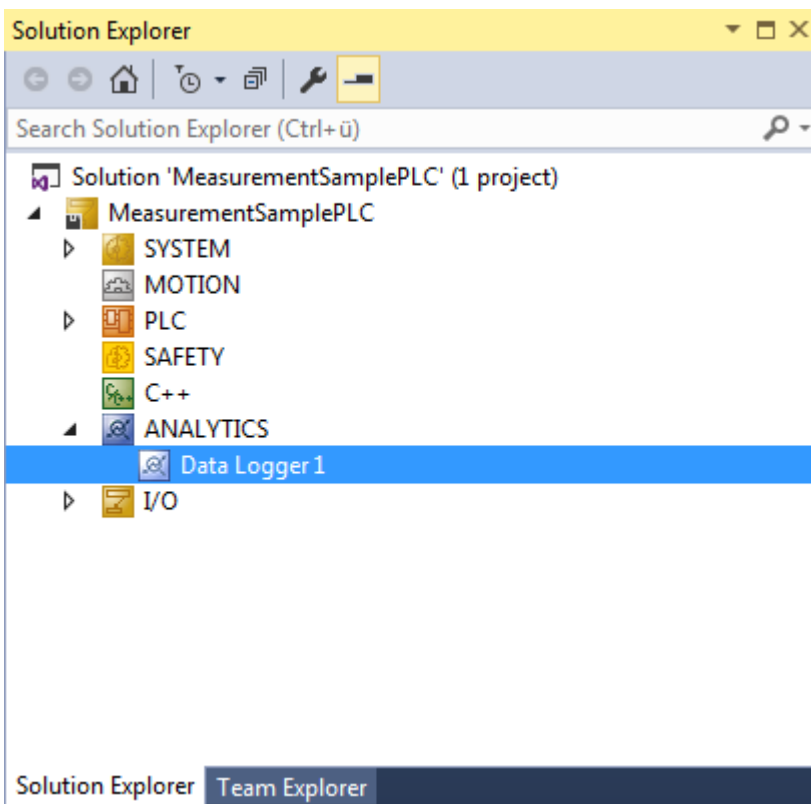 Solution Explorer
Search Solution Explorer (Ctrl+ü)
Solution 'MeasurementSamplePLC' (1 project)
MeasurementSamplePLC
SYSTEM
MOTION
PLC
SAFETY
C++
ANALYTICS
Data Logger 1
I/O
Solution Explorer Team Explorer